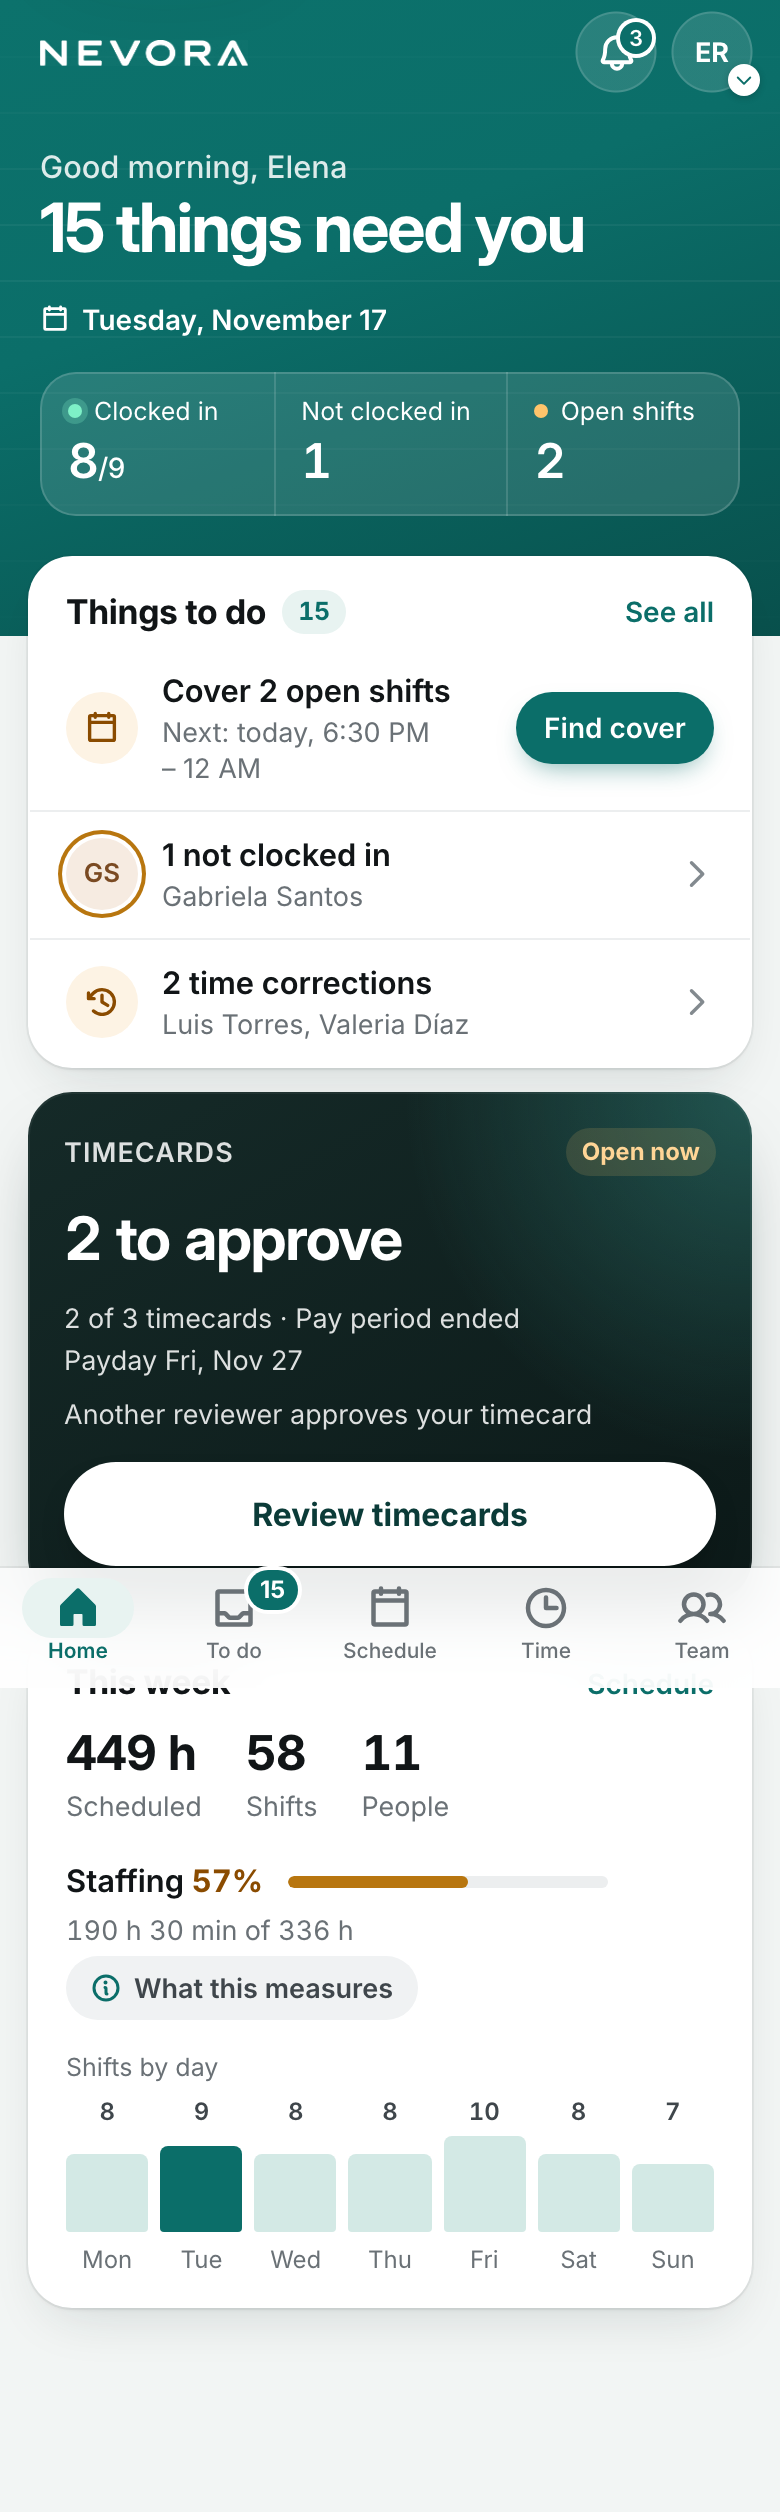 NEVORA
3
ER
Good morning, Elena
15 things need you
Tuesday, November 17
Clocked in
8/9
Not clocked in
1
Open shifts
2
Things to do 15
See all
Cover 2 open shifts
Next: today, 6:30 PM
– 12 AM
Find cover
GS
1 not clocked in
Gabriela Santos
2 time corrections
Luis Torres, Valeria Díaz
TIMECARDS
Open now
2 to approve
2 of 3 timecards · Pay period ended
Payday Fri, Nov 27
Another reviewer approves your timecard
Review timecards
Home
15
To do
Schedule
Time
Team
This week
Schedule
449 h
Scheduled
58
Shifts
11
People
Staffing 57%
190 h 30 min of 336 h
What this measures
Shifts by day
8 9 8 8 10 8 7
Mon Tue Wed Thu Fri Sat Sun